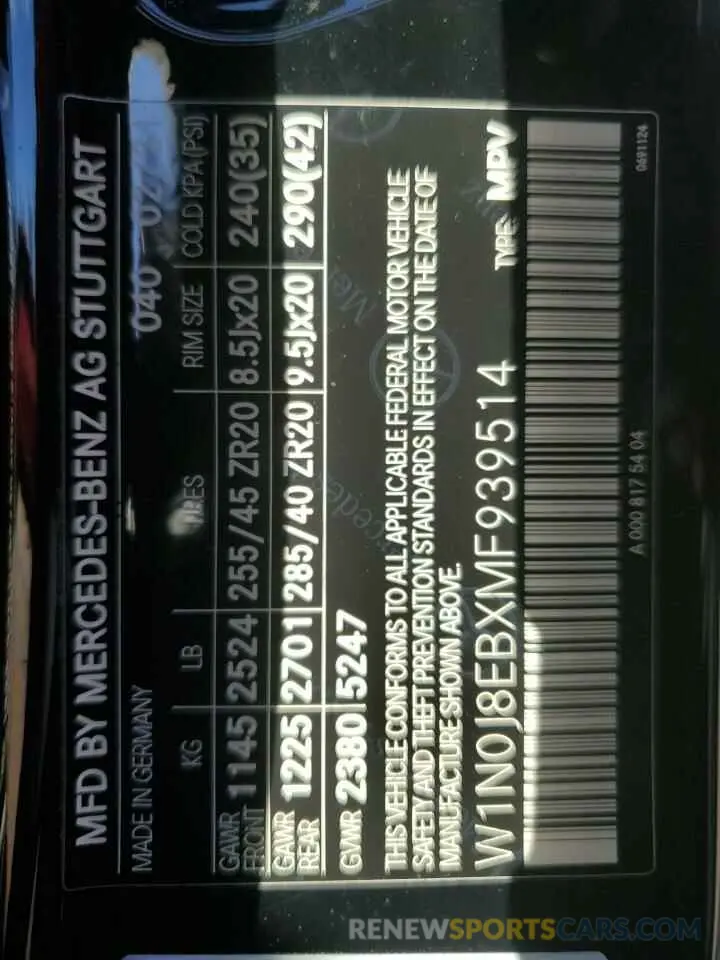 MFD BY MERCEDES-BENZ AG STUTTGART
MADE IN GERMANY 040
KG LB RIM SIZE COLD KPA(PSI)
GAWR FRONT 1145 2524 255/45 ZR20 8.5Jx20 240(35)
GAWR REAR 1225 2701 285/40 ZR20 9.5Jx20 290(42)
GVWR 2380 5247
THIS VEHICLE CONFORMS TO ALL APPLICABLE FEDERAL MOTOR VEHICLE
SAFETY AND THEFT PREVENTION STANDARDS IN EFFECT ON THE DATE OF
MANUFACTURE SHOWN ABOVE.
W1N0J8EBXMF939514 TYPE: MPV
A 000 817 54 04 0691124
RENEWSPORTSCARS.COM